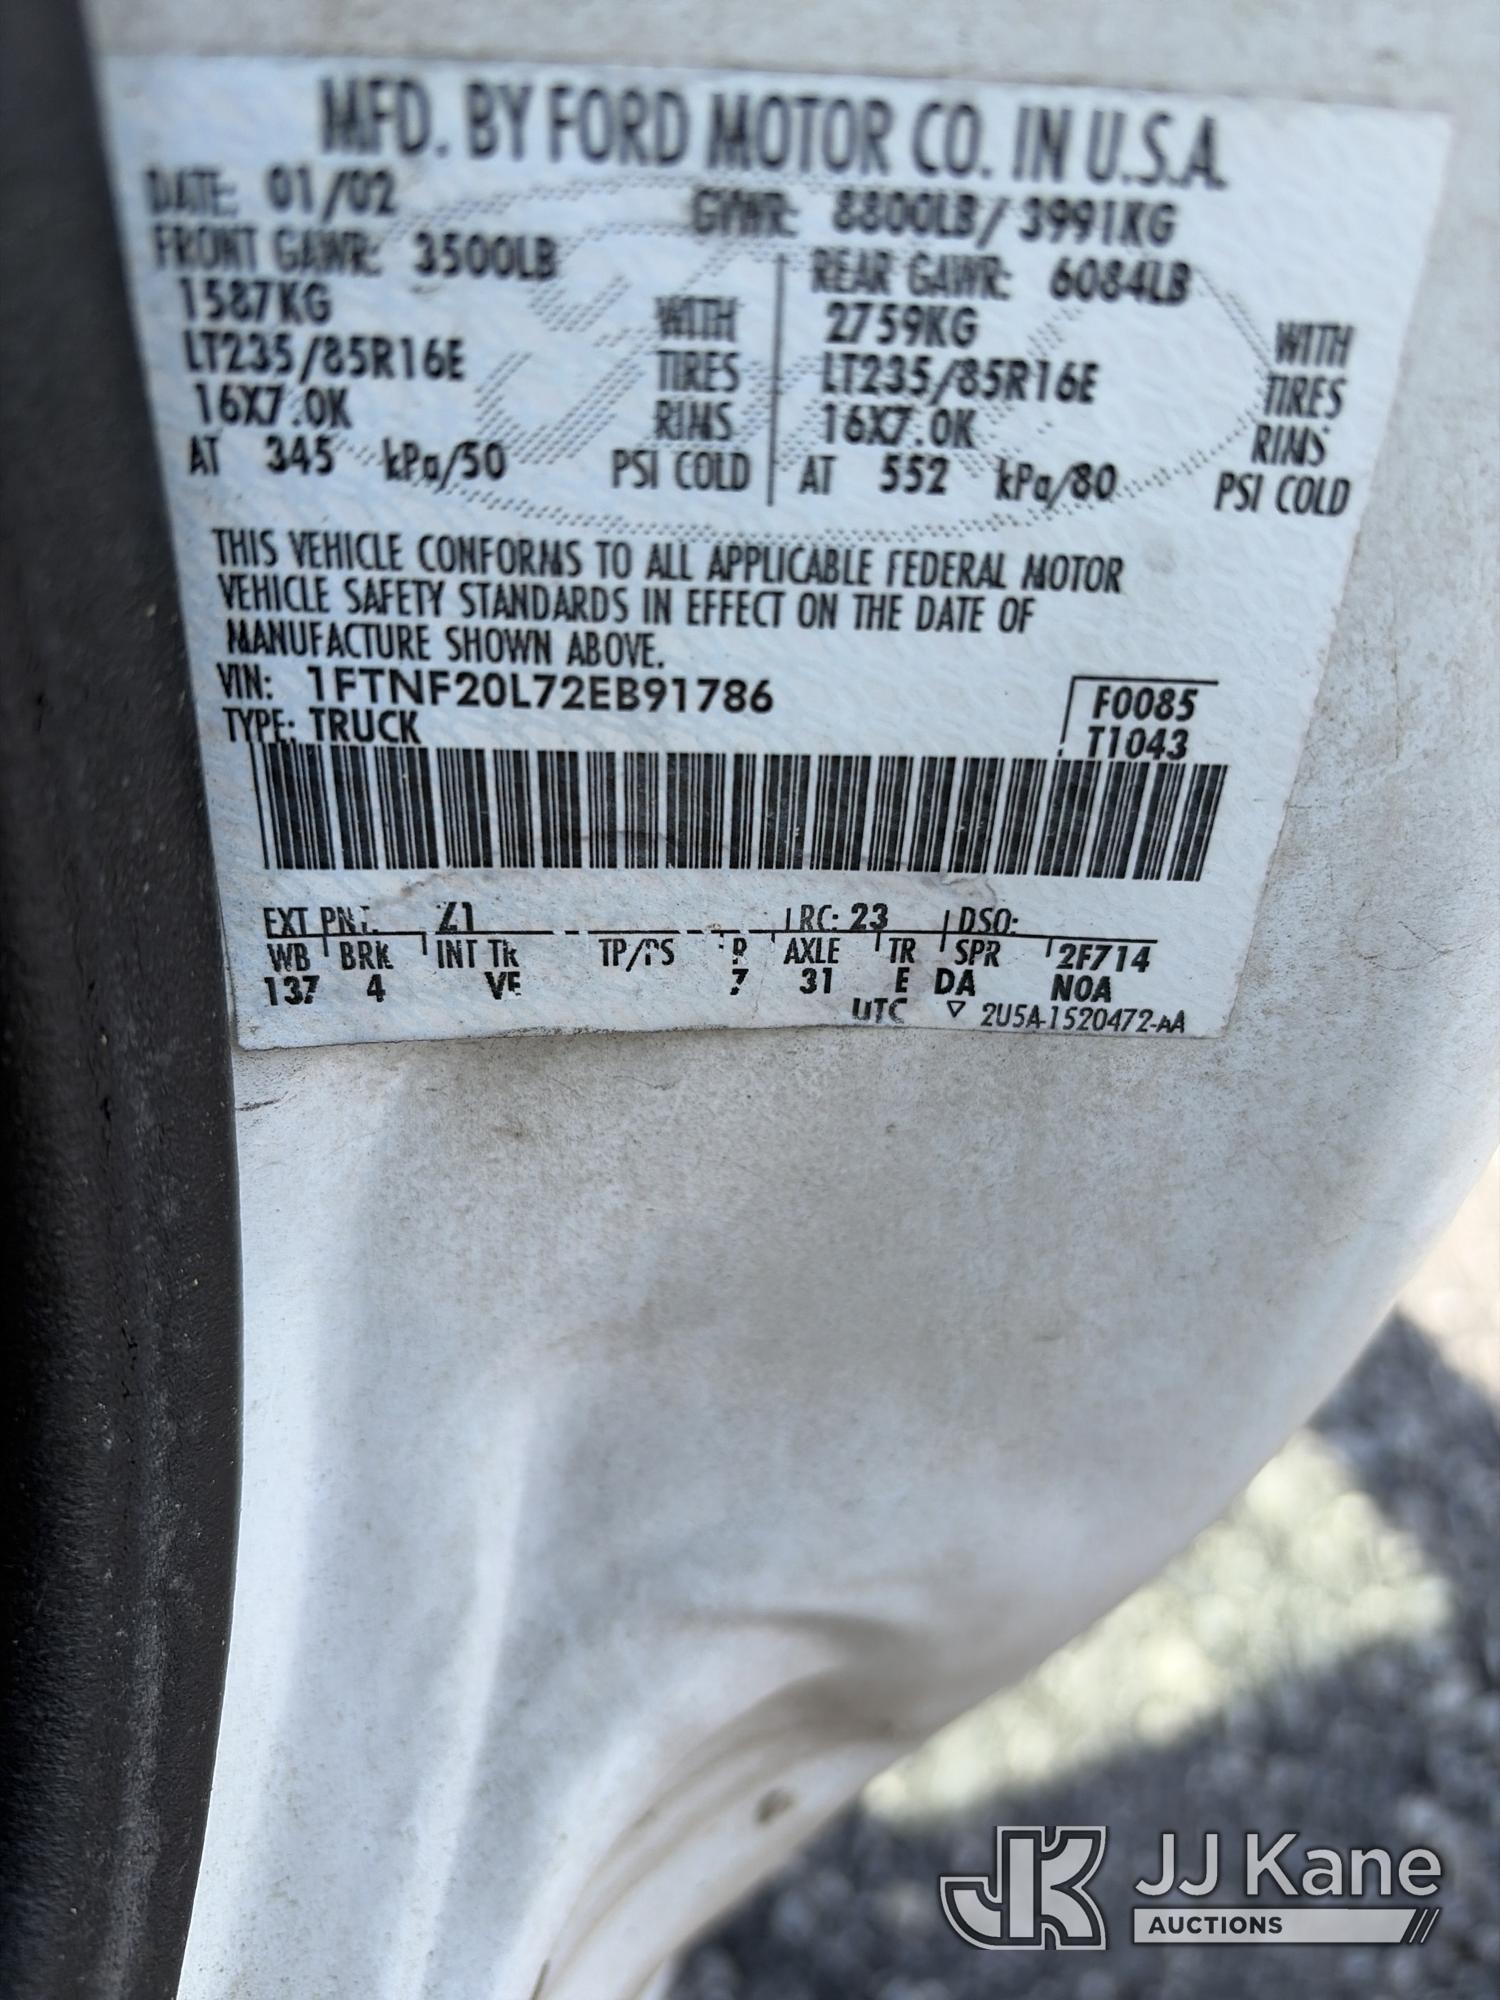 MFD. BY FORD MOTOR CO. IN U.S.A.
DATE: 01/02 GVWR: 8800LB/ 3991KG
FRONT GAWR: 3500LB REAR GAWR: 6084LB
1587KG WITH 2759KG WITH
LT235/85R16E TIRES LT235/85R16E TIRES
16X7.0K RIMS 16X7.0K RIMS
AT 345 kPa/50 PSI COLD AT 552 kPa/80 PSI COLD
THIS VEHICLE CONFORMS TO ALL APPLICABLE FEDERAL MOTOR
VEHICLE SAFETY STANDARDS IN EFFECT ON THE DATE OF
MANUFACTURE SHOWN ABOVE.
VIN: 1FTNF20L72EB91786 F0085
TYPE: TRUCK T1043
EXT PNT: Z1 RC: 23 DSO:
WB BRK INT TR TP/PS R AXLE TR SPR 2F714
137 4 VE 7 31 E DA NOA
UTC ▽ 2U5A-1520472-AA
JK JJ Kane
AUCTIONS